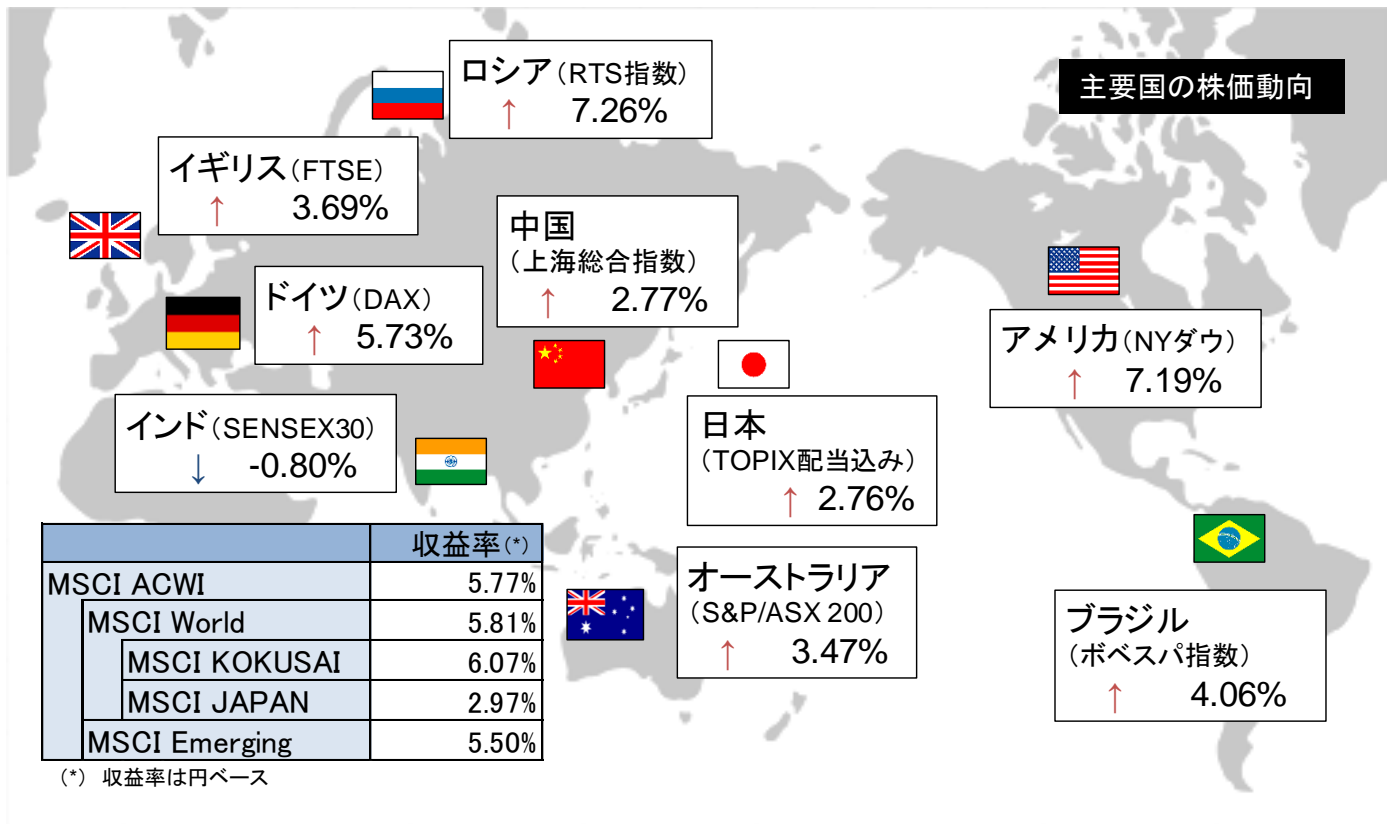 主要国の株価動向
ロシア(RTS指数)
↑ 7.26%
イギリス(FTSE)
↑ 3.69%
中国
(上海総合指数)
↑ 2.77%
ドイツ(DAX)
↑ 5.73%
アメリカ(NYダウ)
↑ 7.19%
インド(SENSEX30)
↓ -0.80%
日本
(TOPIX配当込み)
↑ 2.76%
オーストラリア
(S&P/ASX 200)
↑ 3.47%
ブラジル
(ボベスパ指数)
↑ 4.06%
収益率(*)
MSCI ACWI 5.77%
MSCI World 5.81%
MSCI KOKUSAI 6.07%
MSCI JAPAN 2.97%
MSCI Emerging 5.50%
(*) 収益率は円ベース